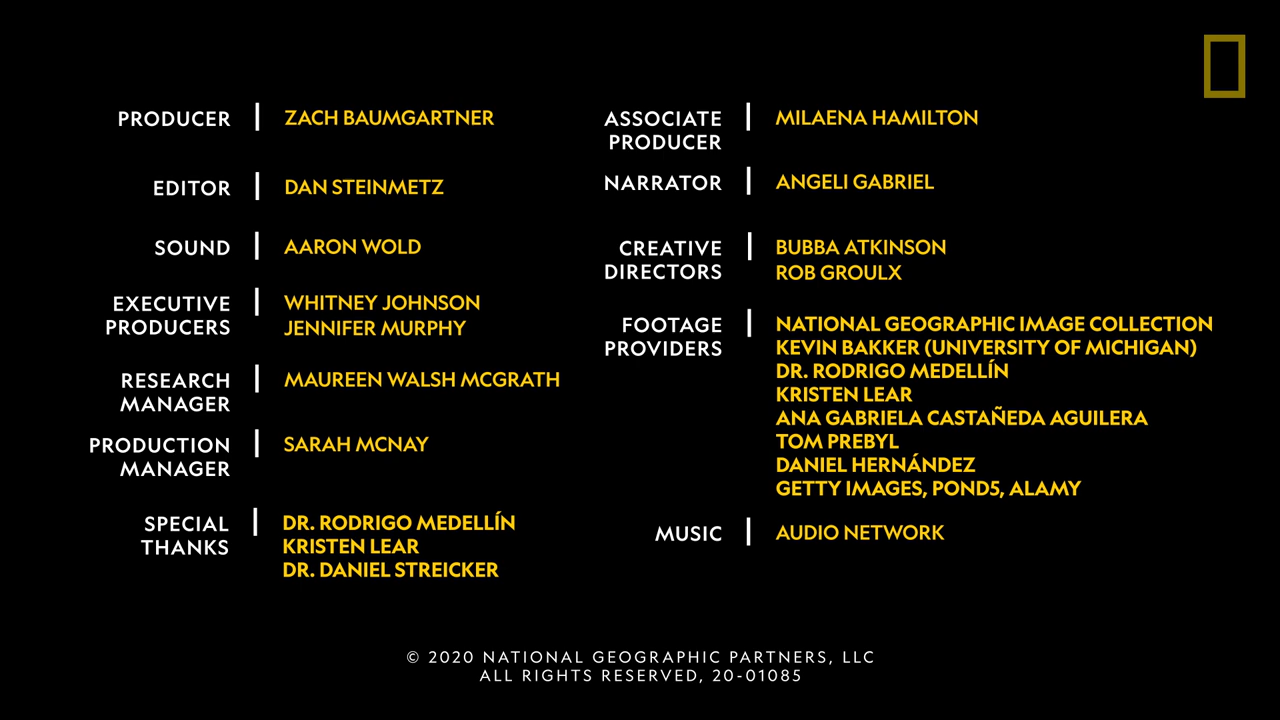 PRODUCER ZACH BAUMGARTNER
EDITOR DAN STEINMETZ
SOUND AARON WOLD
EXECUTIVE WHITNEY JOHNSON
PRODUCERS JENNIFER MURPHY
RESEARCH MAUREEN WALSH MCGRATH
MANAGER
PRODUCTION SARAH MCNAY
MANAGER
SPECIAL DR. RODRIGO MEDELLÍN
THANKS KRISTEN LEAR
DR. DANIEL STREICKER
ASSOCIATE MILAENA HAMILTON
PRODUCER
NARRATOR ANGELI GABRIEL
CREATIVE BUBBA ATKINSON
DIRECTORS ROB GROULX
FOOTAGE NATIONAL GEOGRAPHIC IMAGE COLLECTION
PROVIDERS KEVIN BAKKER (UNIVERSITY OF MICHIGAN)
DR. RODRIGO MEDELLÍN
KRISTEN LEAR
ANA GABRIELA CASTAÑEDA AGUILERA
TOM PREBYL
DANIEL HERNÁNDEZ
GETTY IMAGES, POND5, ALAMY
MUSIC AUDIO NETWORK
© 2020 NATIONAL GEOGRAPHIC PARTNERS, LLC
ALL RIGHTS RESERVED, 20-01085